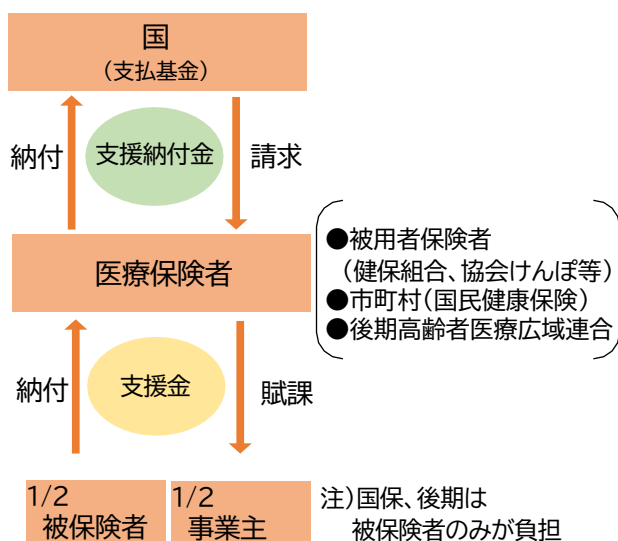 国
(支払基金)
納付
支援納付金
請求
医療保険者
●被用者保険者
(健保組合、協会けんぽ等)
●市町村(国民健康保険)
●後期高齢者医療広域連合
納付
支援金
賦課
1/2
被保険者
1/2
事業主
注)国保、後期は
被保険者のみが負担